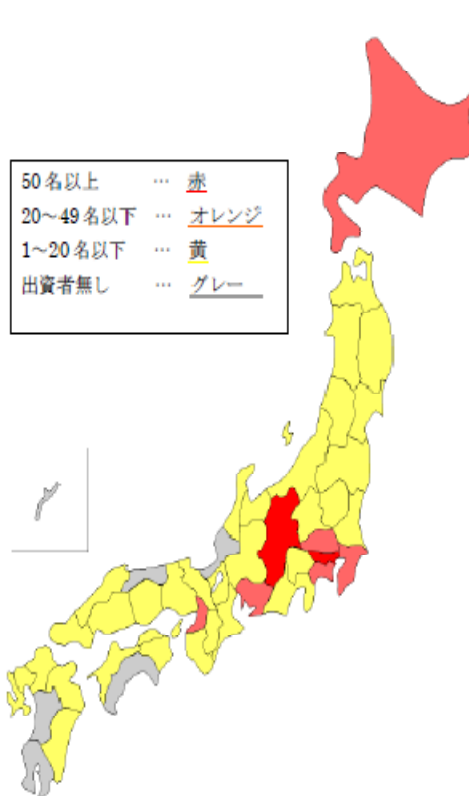 50名以上 … 赤
20～49名以下 … オレンジ
1～20名以下 … 黄
出資者無し … グレー